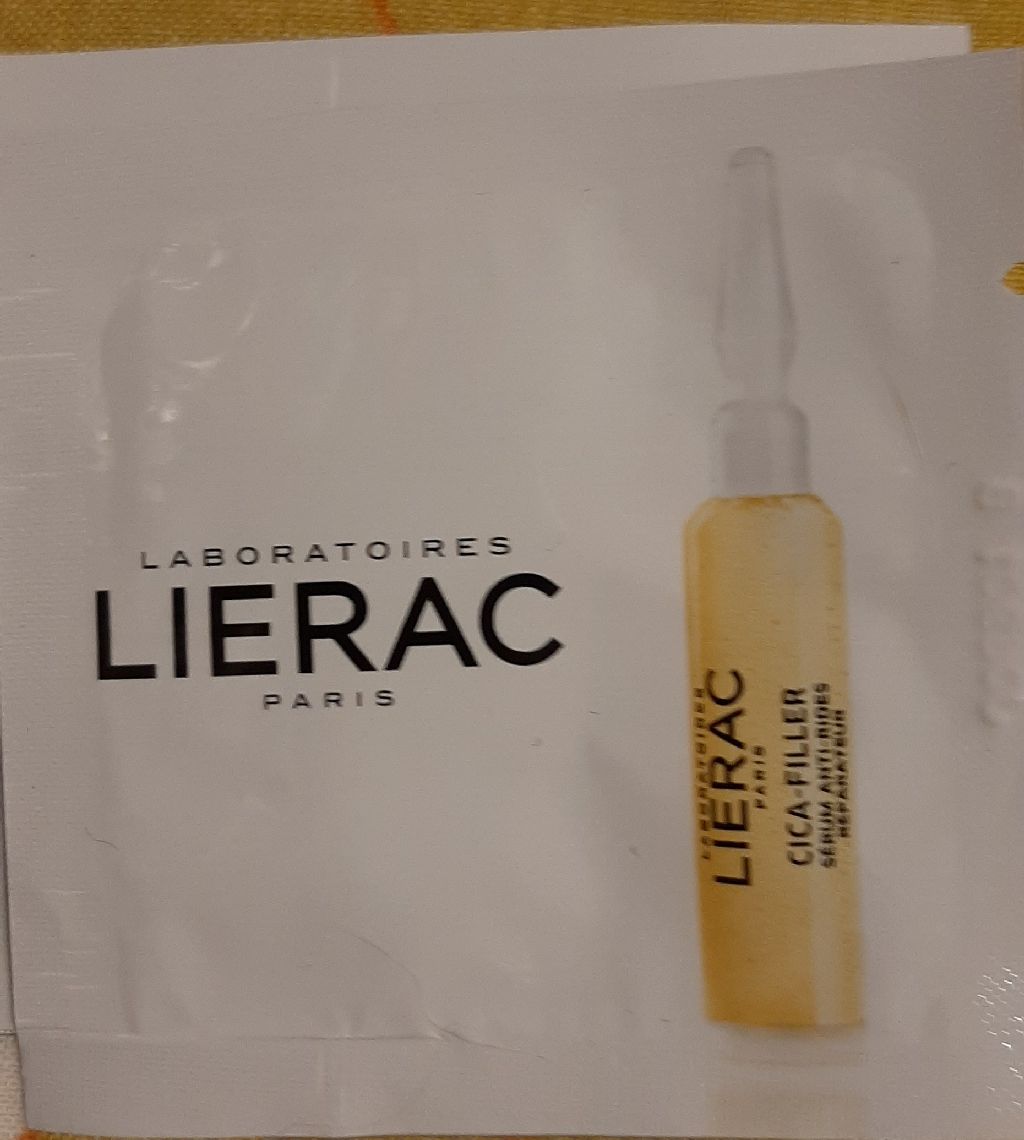 LABORATOIRES
LIERAC
PARIS
LABORATOIRES
LIERAC
PARIS
CICA-FILLER
SÉRUM ANTI-RIDES
RÉPARATEUR